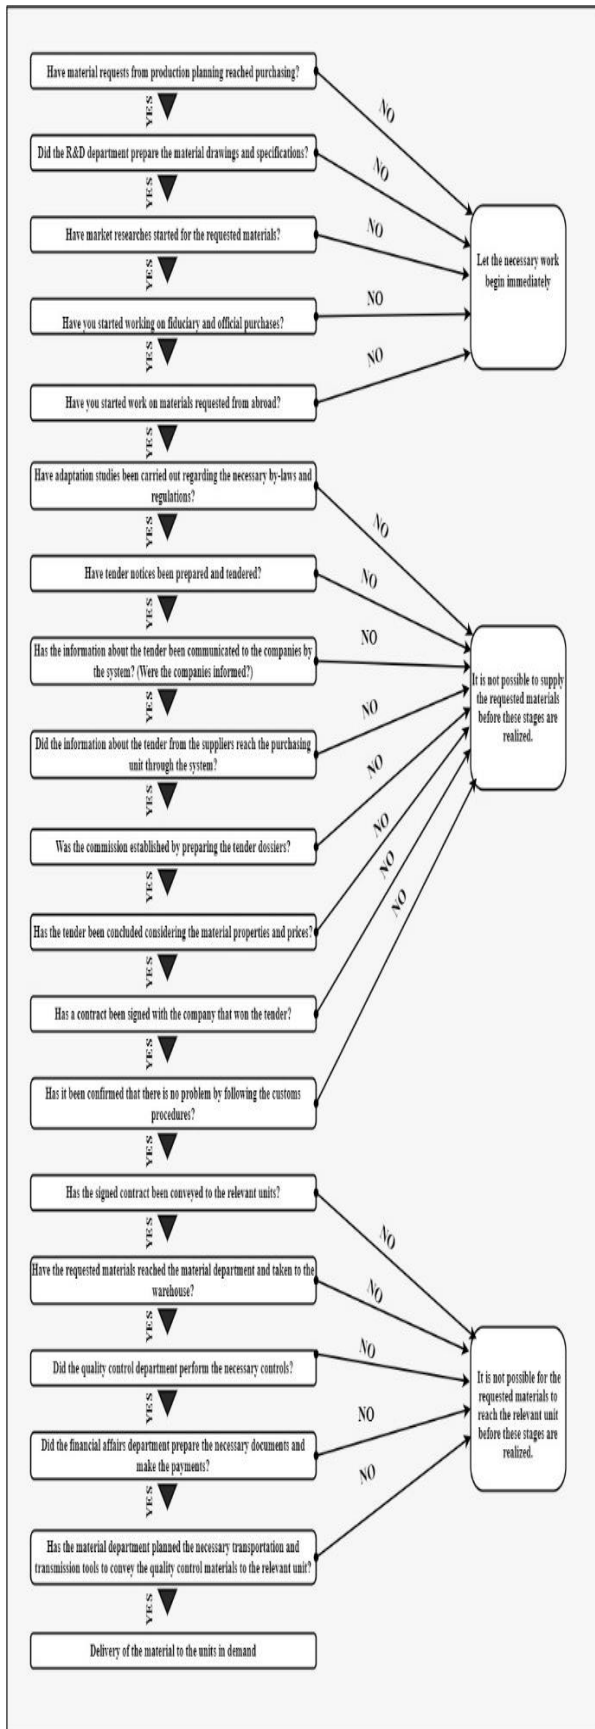 Have material requests from production planning reached purchasing?
NO
YES
Did the R&D department prepare the material drawings and specifications?
NO
YES
Have market researches started for the requested materials?
NO
YES
Let the necessary work
begin immediately
Have you started working on fiduciary and official purchases?
NO
YES
Have you started work on materials requested from abroad?
NO
YES
Have adaptation studies been carried out regarding the necessary by-laws and
regulations?
NO
YES
Have tender notices been prepared and tendered?
NO
YES
Has the information about the tender been communicated to the companies by
the system? (Were the companies informed?)
NO
YES
It is not possible to supply
the requested materials
before these stages are
realized.
Did the information about the tender from the suppliers reach the purchasing
unit through the system?
NO
YES
Was the commission established by preparing the tender dossiers?
NO
YES
Has the tender been concluded considering the material properties and prices?
NO
YES
Has a contract been signed with the company that won the tender?
NO
YES
Has it been confirmed that there is no problem by following the customs
procedures?
NO
YES
Has the signed contract been conveyed to the relevant units?
NO
YES
Have the requested materials reached the material department and taken to the
warehouse?
NO
YES
Did the quality control department perform the necessary controls?
NO
YES
It is not possible for the
requested materials to
reach the relevant unit
before these stages are
realized.
Did the financial affairs department prepare the necessary documents and
make the payments?
NO
YES
Has the material department planned the necessary transportation and
transmission tools to convey the quality control materials to the relevant unit?
NO
YES
Delivery of the material to the units in demand